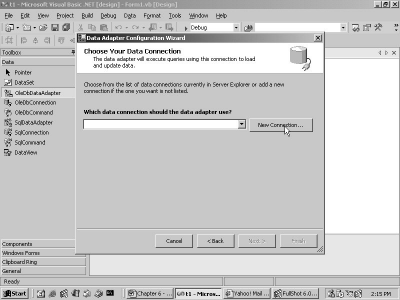 t1 - Microsoft Visual Basic .NET [design] - Form1.vb [Design]
File Edit View Project Build Debug Data Format Tools Window Help
Debug
Toolbox
Data
Pointer
DataSet
OleDbDataAdapter
OleDbConnection
OleDbCommand
SqlDataAdapter
SqlConnection
SqlCommand
DataView
Components
Windows Forms
Clipboard Ring
General
Data Adapter Configuration Wizard
Choose Your Data Connection
The data adapter will execute queries using this connection to load
and update data.
Choose from the list of data connections currently in Server Explorer or add a new
connection if the one you want is not listed.
Which data connection should the data adapter use?
New Connection...
Cancel
< Back
Next >
Finish
Ready
Start
Chapter 6 - ...
t1 - Micros...
Yahoo! Mail ...
FullShot 6.0...
2:15 PM